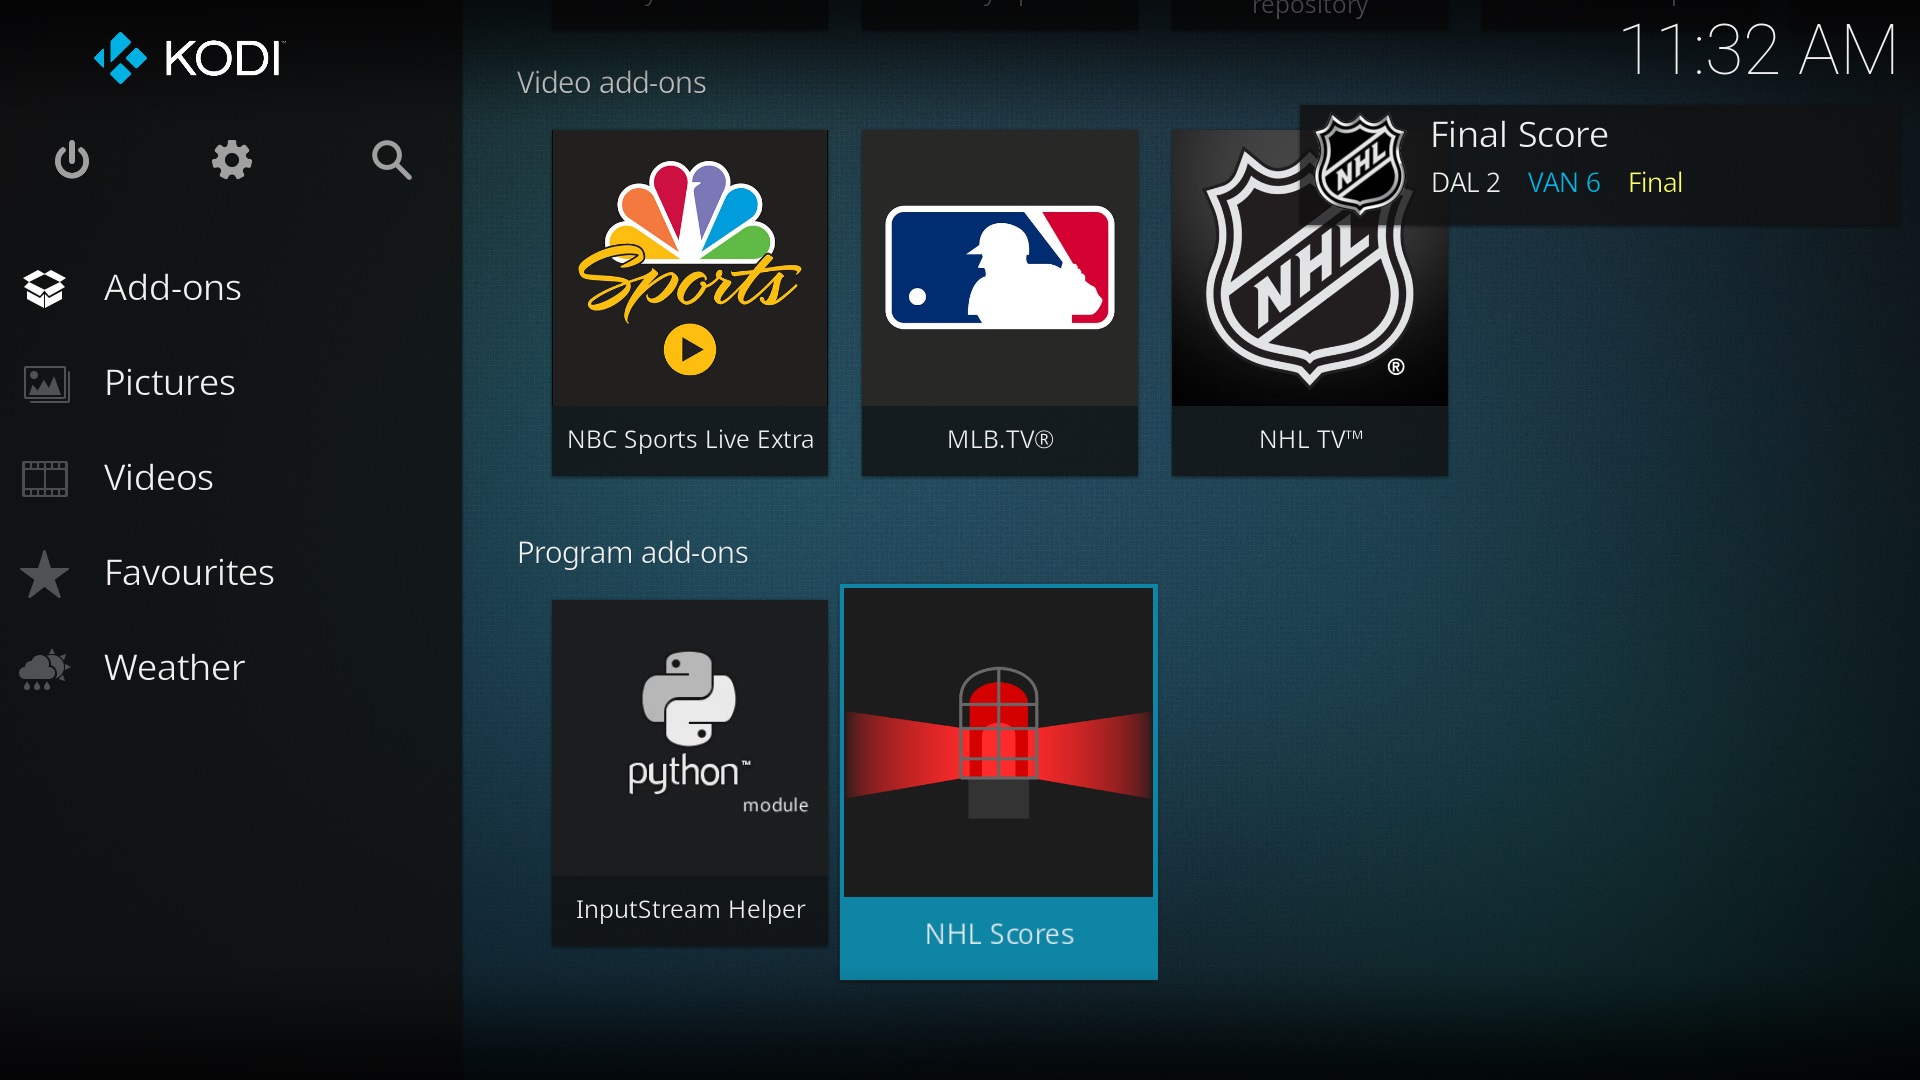 repository
KODI
11:32 AM
Video add-ons
Final Score
DAL 2 VAN 6 Final
Sports
NHL
NHL
®
Add-ons
Pictures
Videos
Favourites
Weather
NBC Sports Live Extra
MLB.TV®
NHL TV™
Program add-ons
python™
module
InputStream Helper
NHL Scores